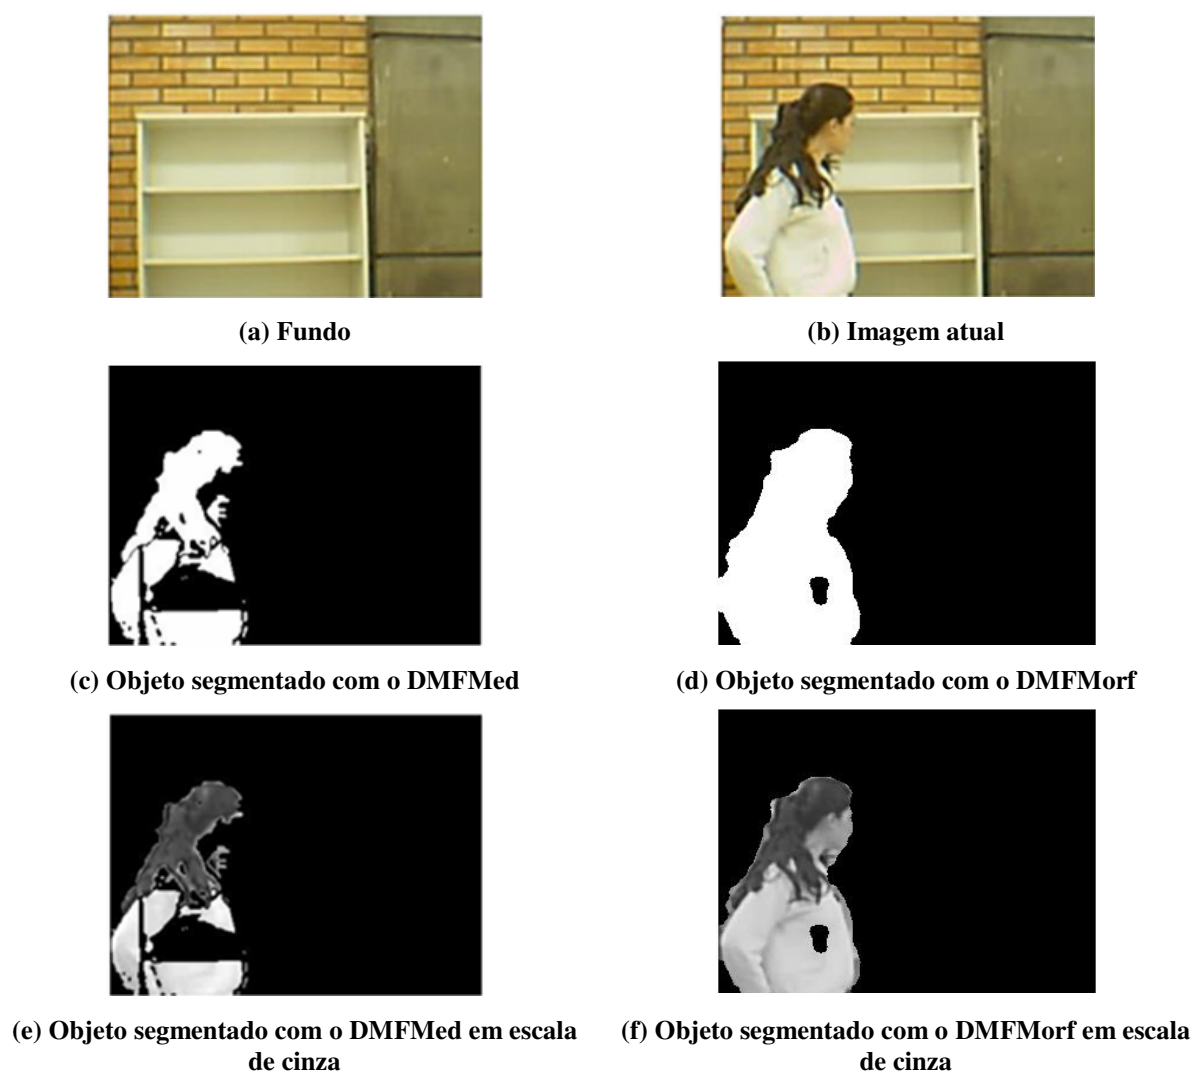 (a) Fundo
(b) Imagem atual
(c) Objeto segmentado com o DMFMed
(d) Objeto segmentado com o DMFMorf
(e) Objeto segmentado com o DMFMed em escala
de cinza
(f) Objeto segmentado com o DMFMorf em escala
de cinza